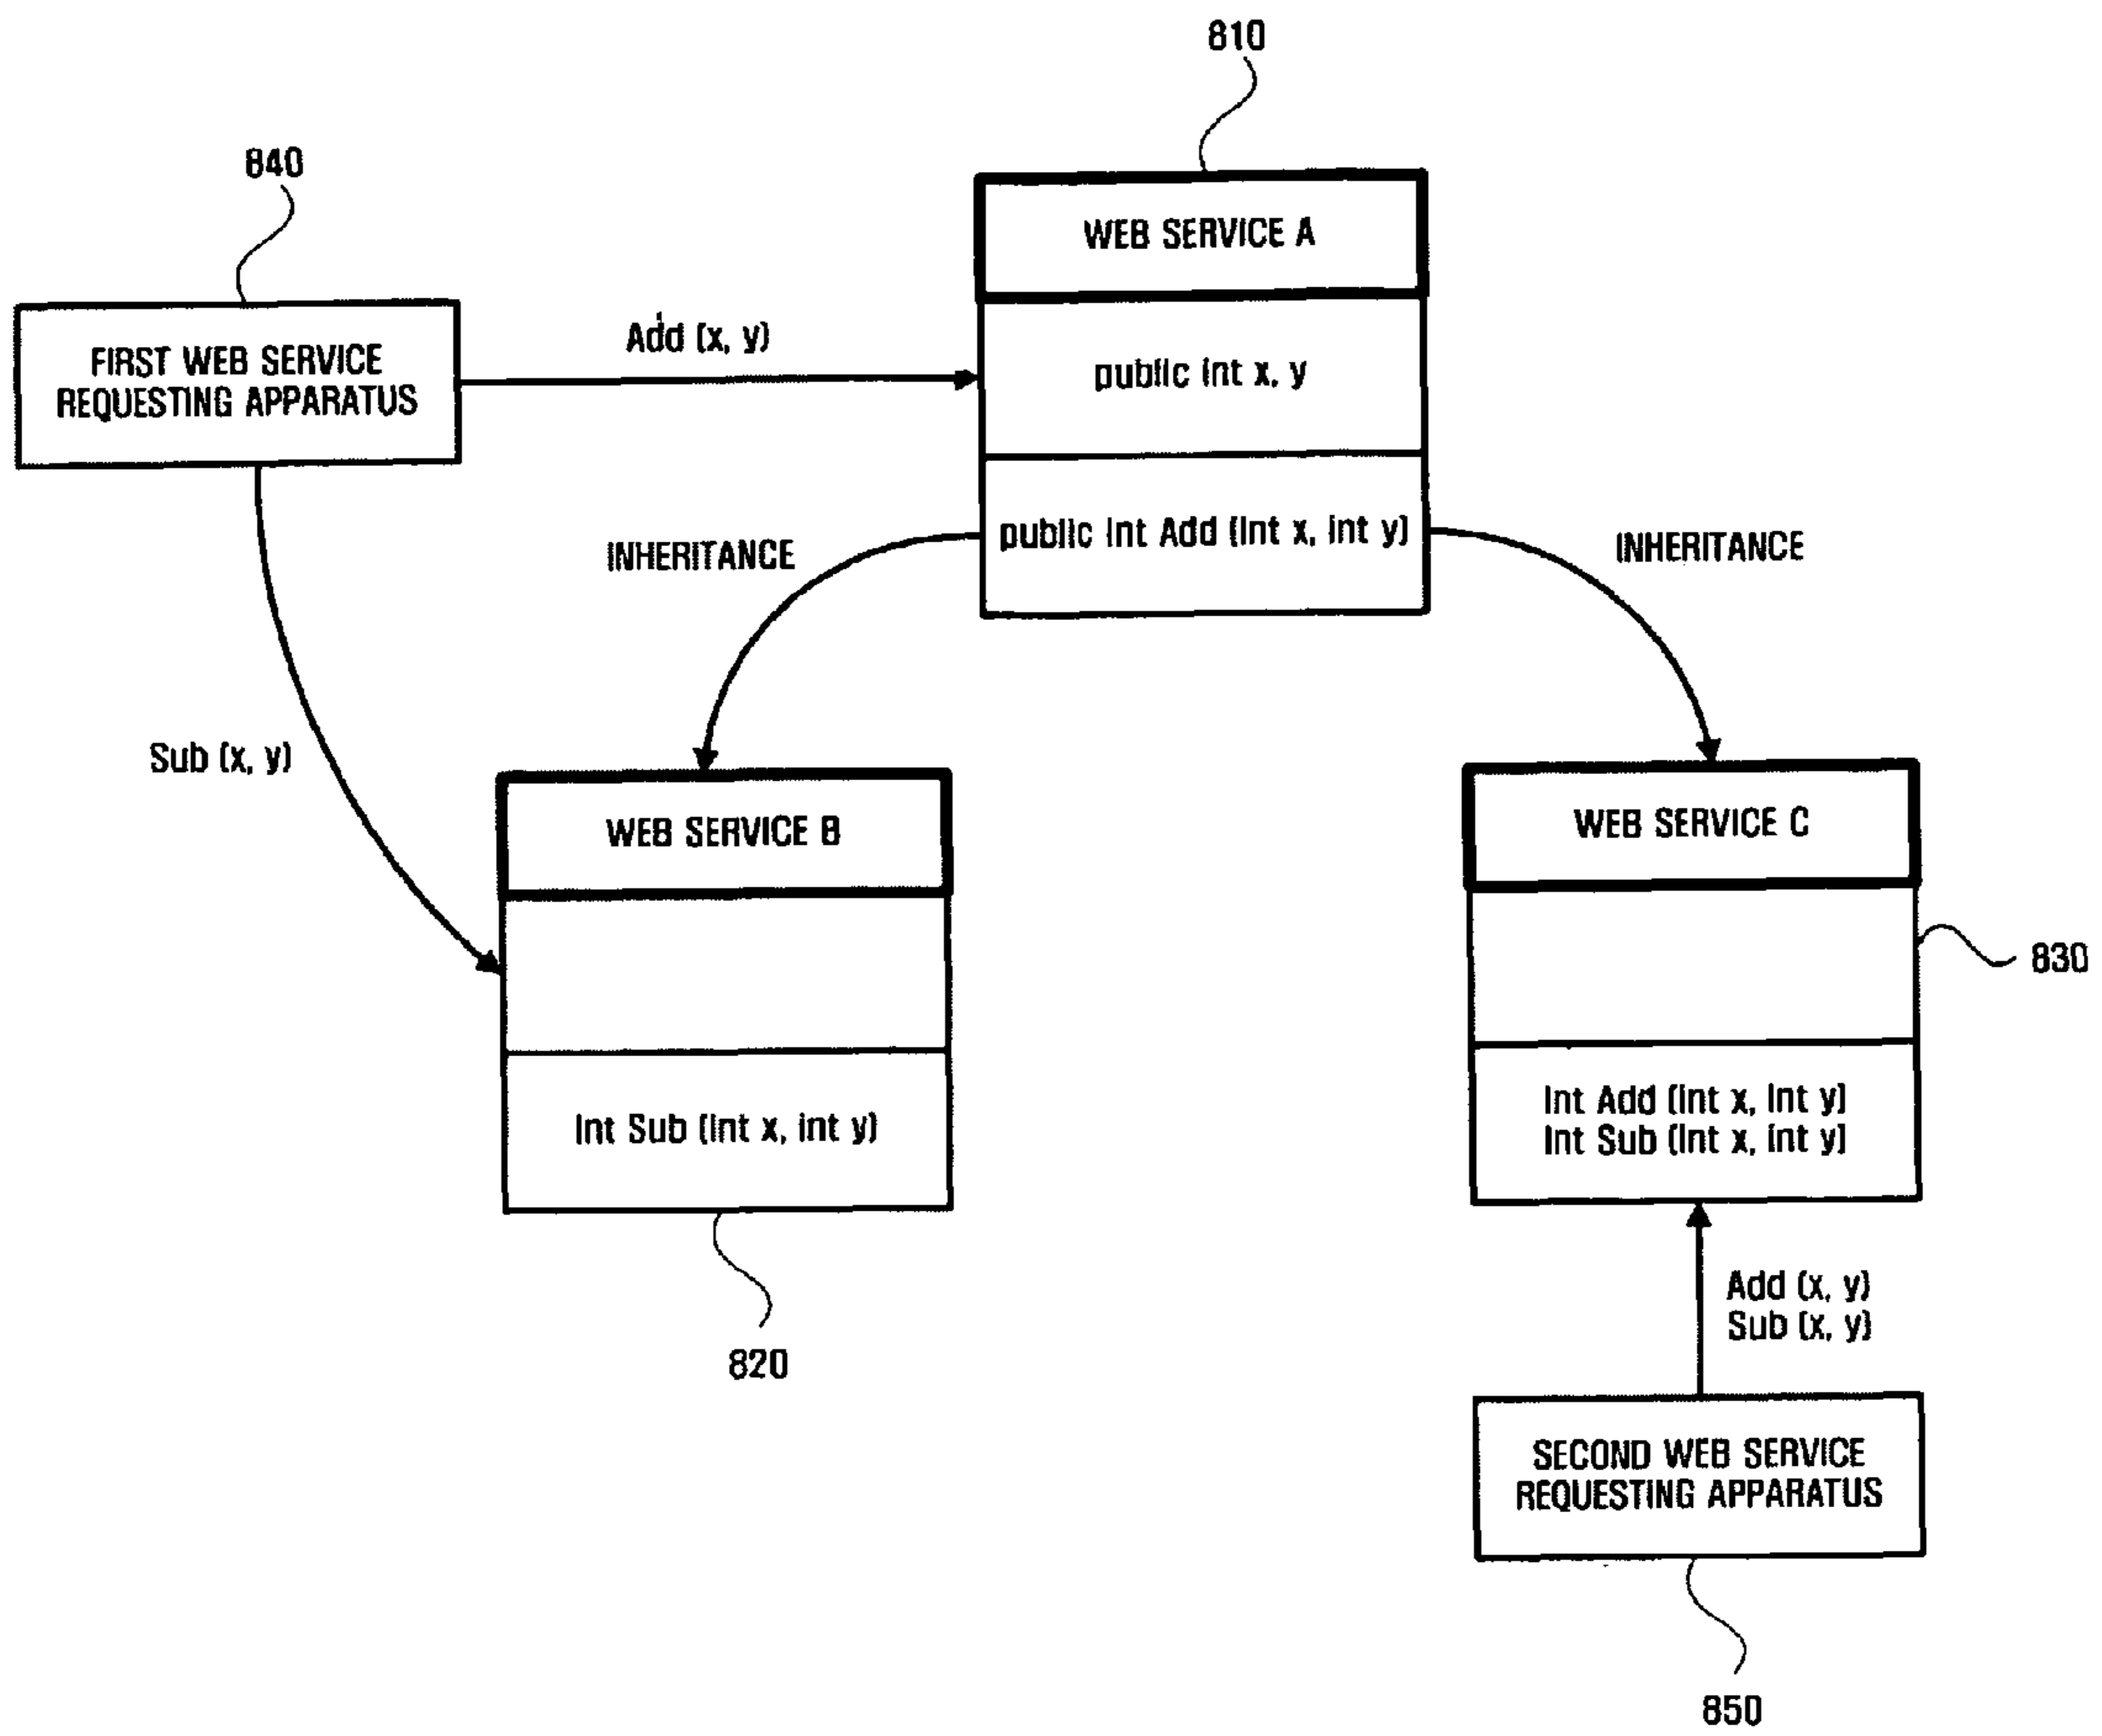 810
840
WEB SERVICE A
FIRST WEB SERVICE
REQUESTING APPARATUS
Add (x, y)
public int x, y
public int Add (int x, int y)
INHERITANCE
INHERITANCE
Sub (x, y)
WEB SERVICE B
WEB SERVICE C
830
int Sub (int x, int y)
int Add (int x, int y)
int Sub (int x, int y)
820
Add (x, y)
Sub (x, y)
SECOND WEB SERVICE
REQUESTING APPARATUS
850